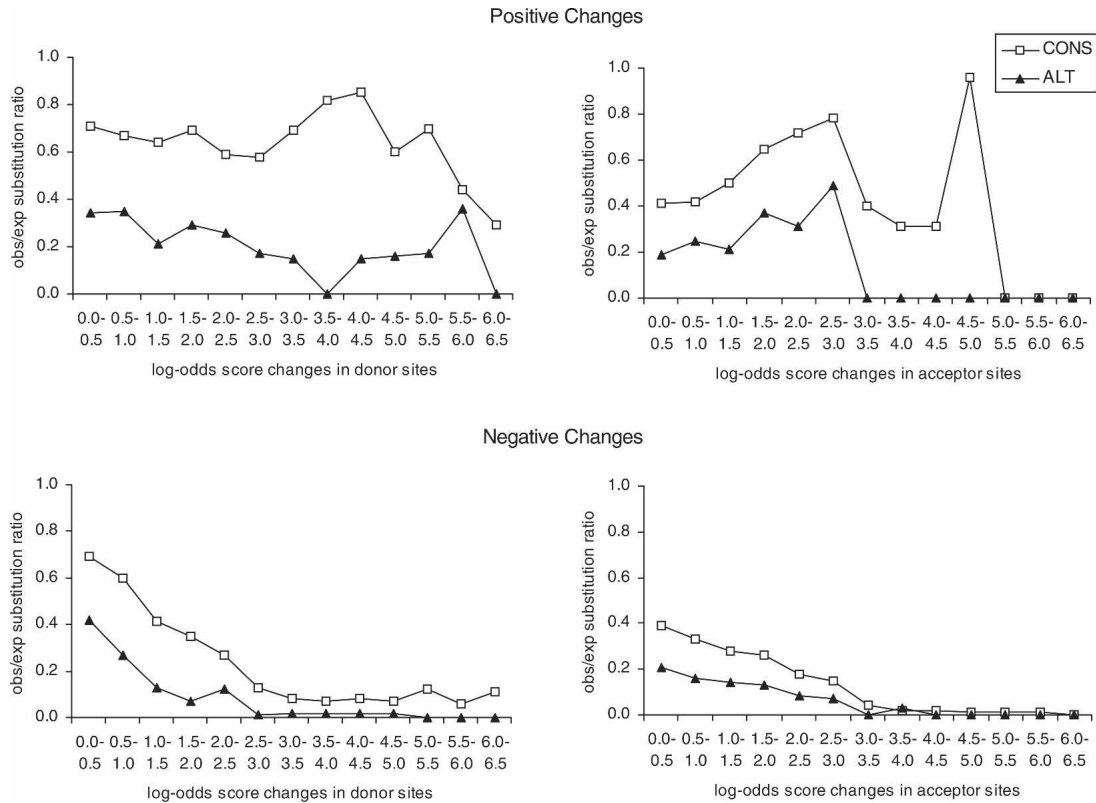 Positive Changes
CONS
ALT
obs/exp substitution ratio
1.0
0.8
0.6
0.4
0.2
0.0
0.0- 0.5- 1.0- 1.5- 2.0- 2.5- 3.0- 3.5- 4.0- 4.5- 5.0- 5.5- 6.0-
0.5 1.0 1.5 2.0 2.5 3.0 3.5 4.0 4.5 5.0 5.5 6.0 6.5
log-odds score changes in donor sites
obs/exp substitution ratio
1.0
0.8
0.6
0.4
0.2
0.0
0.0- 0.5- 1.0- 1.5- 2.0- 2.5- 3.0- 3.5- 4.0- 4.5- 5.0- 5.5- 6.0-
0.5 1.0 1.5 2.0 2.5 3.0 3.5 4.0 4.5 5.0 5.5 6.0 6.5
log-odds score changes in acceptor sites
Negative Changes
obs/exp substitution ratio
1.0
0.8
0.6
0.4
0.2
0.0
0.0- 0.5- 1.0- 1.5- 2.0- 2.5- 3.0- 3.5- 4.0- 4.5- 5.0- 5.5- 6.0-
0.5 1.0 1.5 2.0 2.5 3.0 3.5 4.0 4.5 5.0 5.5 6.0 6.5
log-odds score changes in donor sites
obs/exp substitution ratio
1.0
0.8
0.6
0.4
0.2
0.0
0.0- 0.5- 1.0- 1.5- 2.0- 2.5- 3.0- 3.5- 4.0- 4.5- 5.0- 5.5- 6.0-
0.5 1.0 1.5 2.0 2.5 3.0 3.5 4.0 4.5 5.0 5.5 6.0 6.5
log-odds score changes in acceptor sites